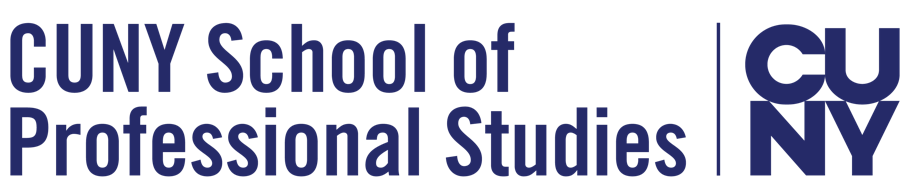 CUNY School of
Professional Studies
CU
NY